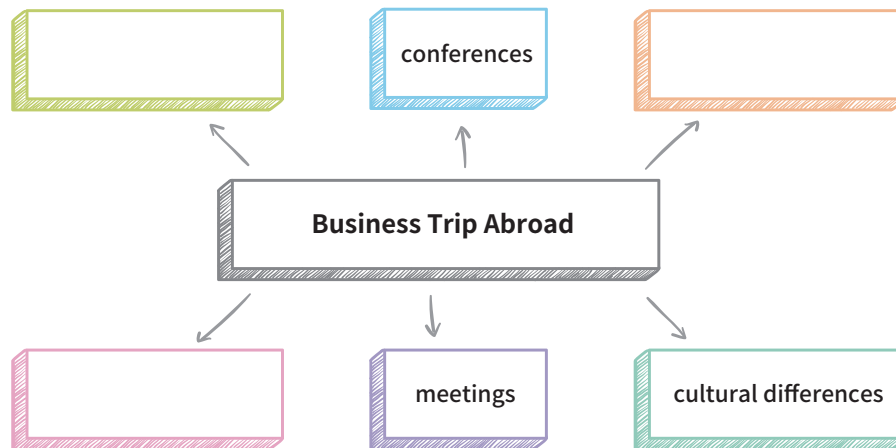 conferences
Business Trip Abroad
meetings
cultural differences